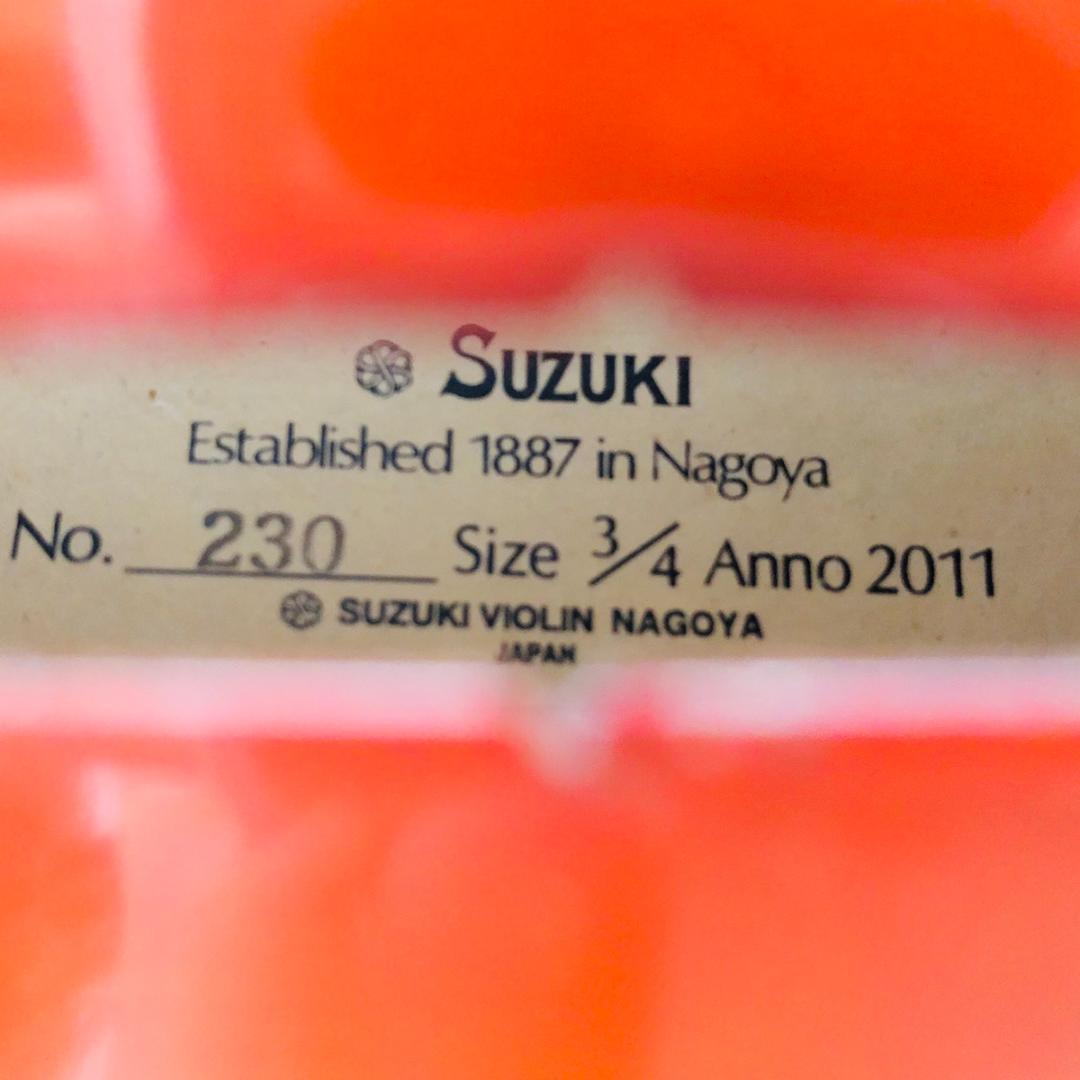 SUZUKI
Established 1887 in Nagoya
No. 230 Size 3/4 Anno 2011
SUZUKI VIOLIN NAGOYA
JAPAN